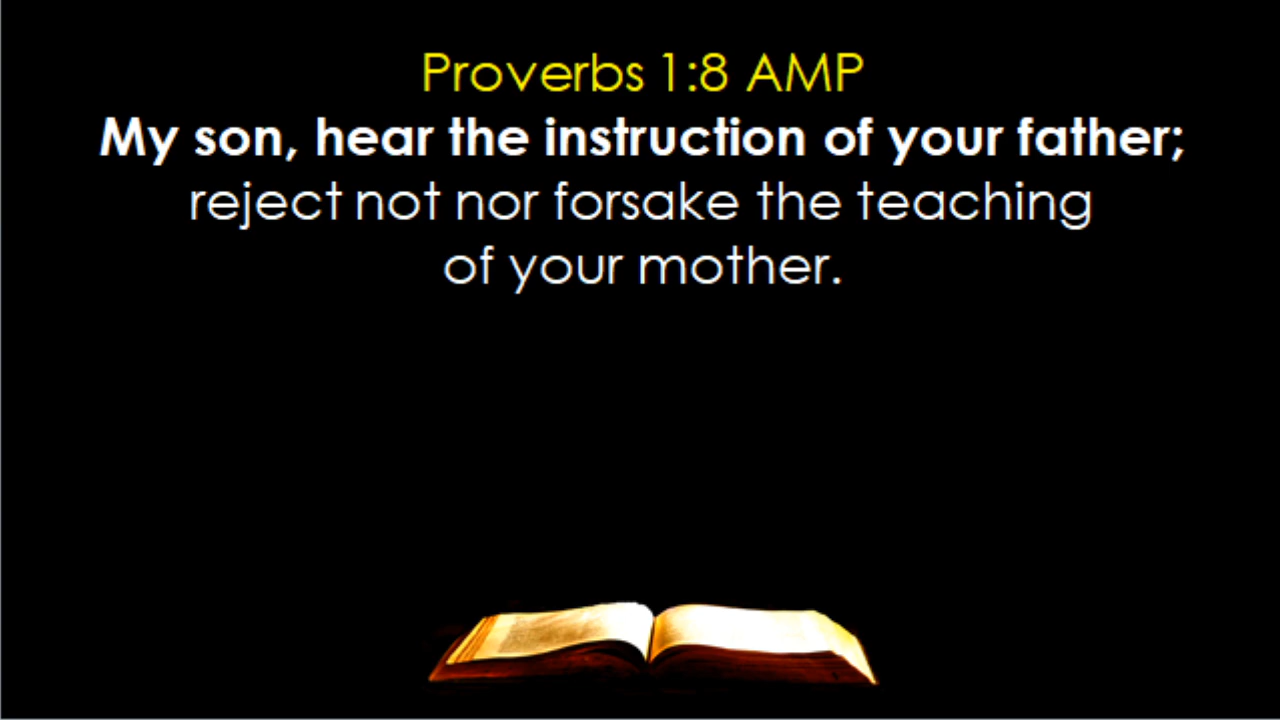 Proverbs 1:8 AMP
My son, hear the instruction of your father;
reject not nor forsake the teaching
of your mother.